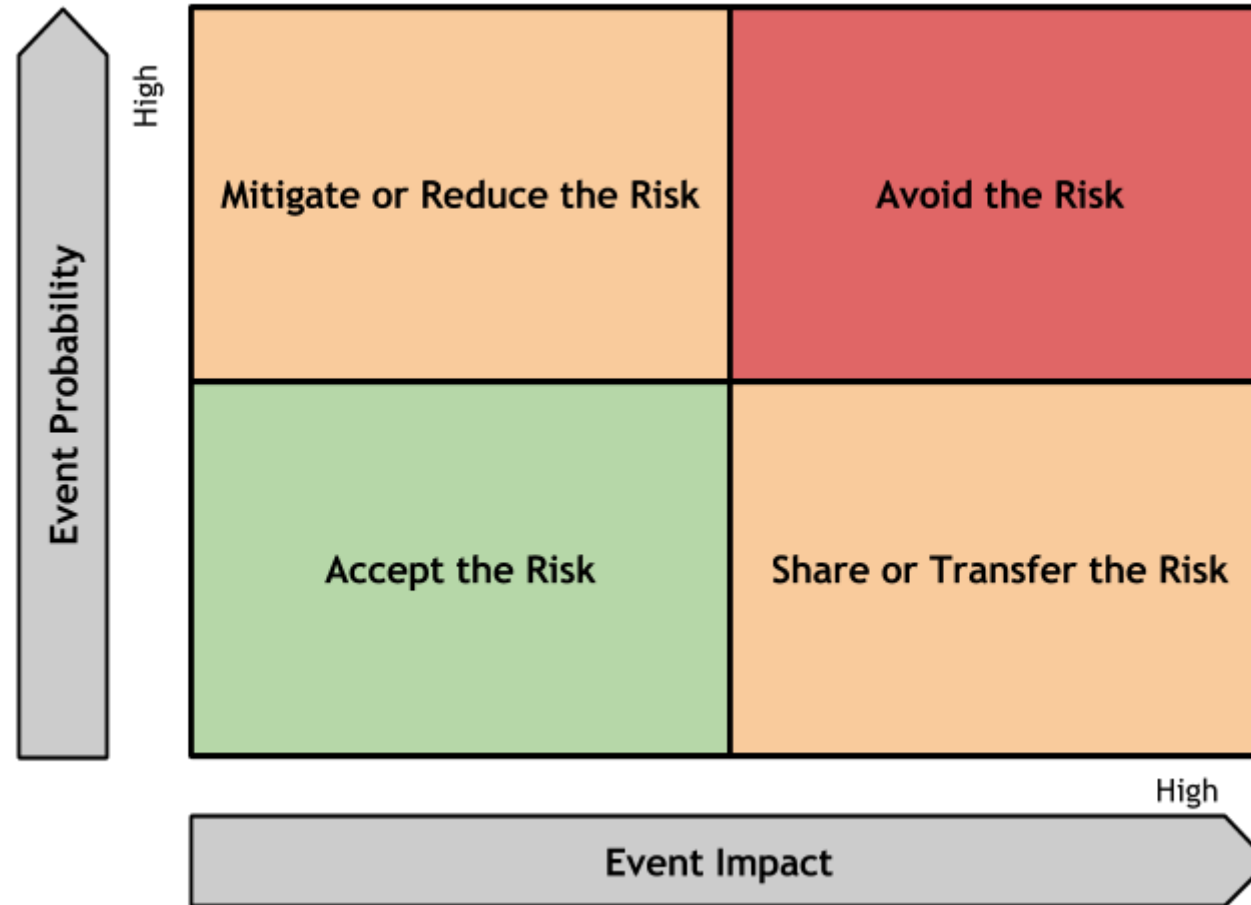 High
Event Probability
Mitigate or Reduce the Risk
Avoid the Risk
Accept the Risk
Share or Transfer the Risk
High
Event Impact